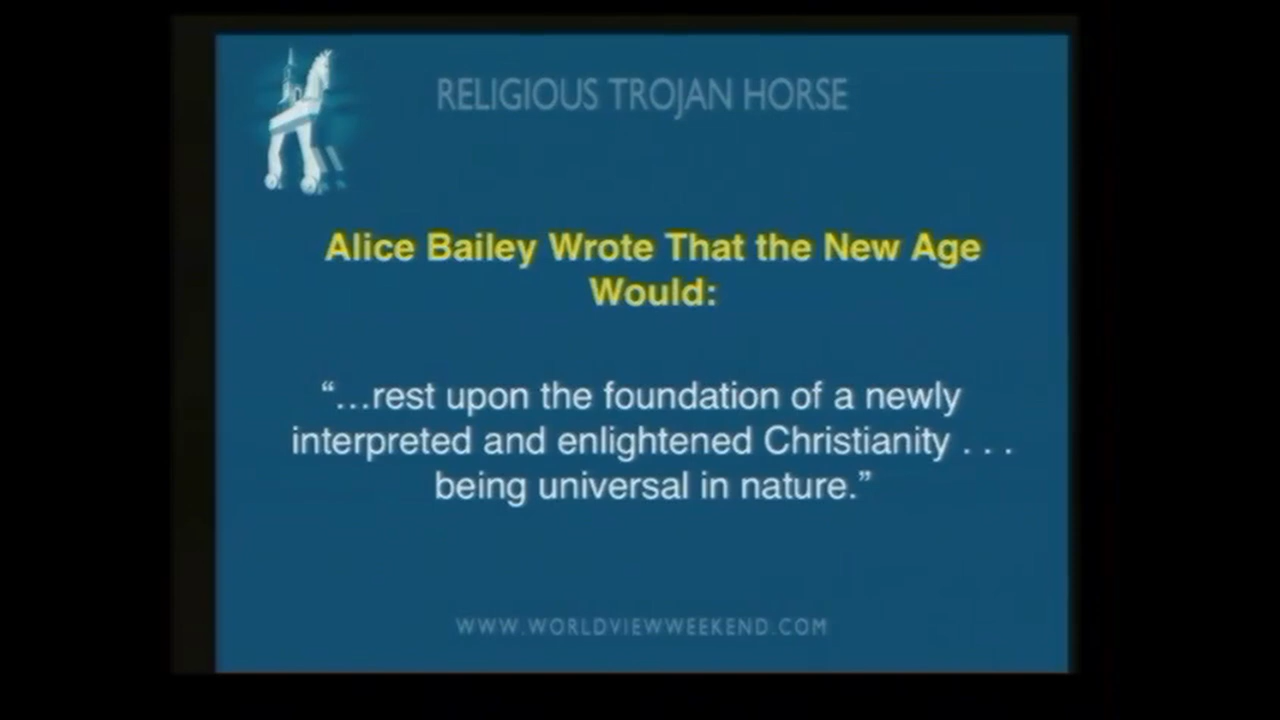 RELIGIOUS TROJAN HORSE
Alice Bailey Wrote That the New Age
Would:
“…rest upon the foundation of a newly
interpreted and enlightened Christianity . . .
being universal in nature.”
WWW.WORLDVIEWWEEKEND.COM